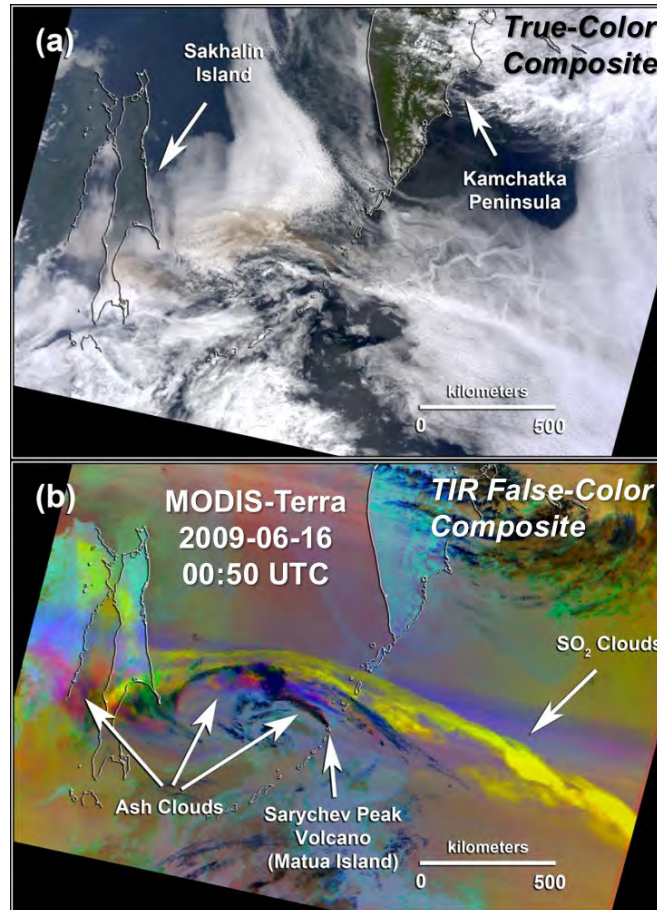 (a)
True-Color
Composite
Sakhalin
Island
Kamchatka
Peninsula
kilometers
0 500
(b)
MODIS-Terra
2009-06-16
00:50 UTC
TIR False-Color
Composite
SO₂ Clouds
Ash Clouds
Sarychev Peak
Volcano
(Matua Island)
kilometers
0 500